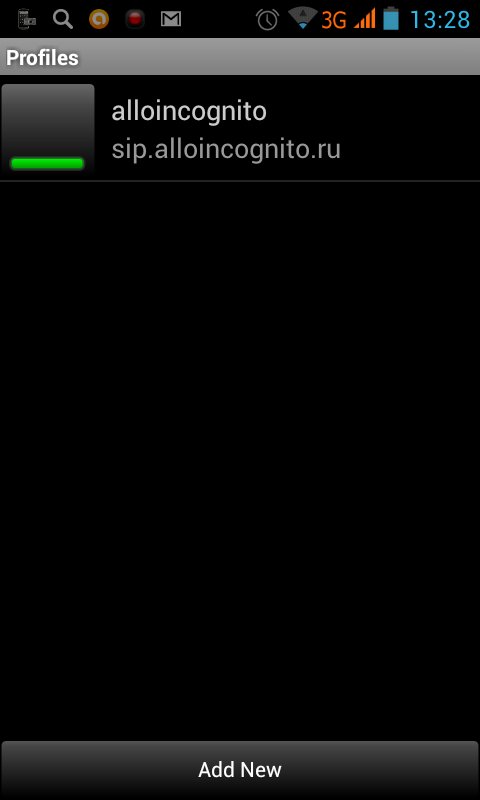 3G 13:28
Profiles
alloincognito
sip.alloincognito.ru
Add New